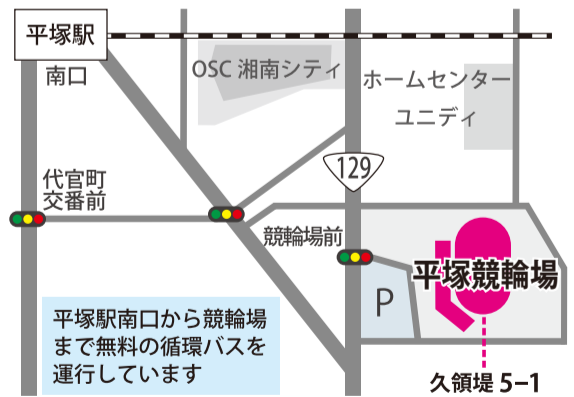 平塚駅
南口
OSC 湘南シティ
ホームセンター
ユニディ
129
代官町
交番前
競輪場前
P
平塚競輪場
平塚駅南口から競輪場
まで無料の循環バスを
運行しています
久領堤 5−1